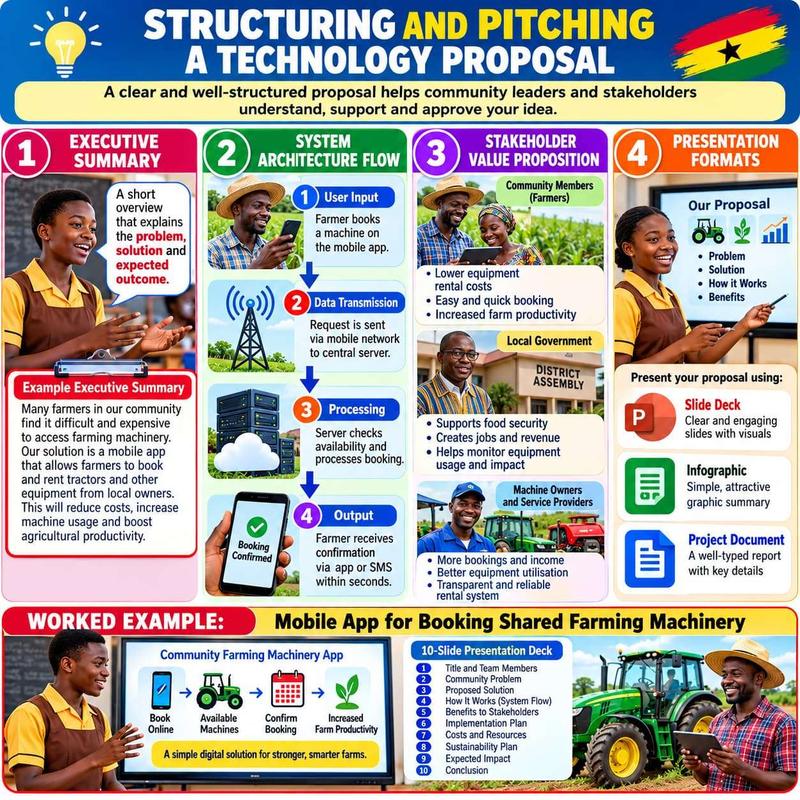 STRUCTURING AND PITCHING
A TECHNOLOGY PROPOSAL
A clear and well-structured proposal helps community leaders and stakeholders
understand, support and approve your idea.
1 EXECUTIVE
SUMMARY
A short
overview
that explains
the problem,
solution and
expected
outcome.
Example Executive Summary
Many farmers in our community
find it difficult and expensive
to access farming machinery.
Our solution is a mobile app
that allows farmers to book
and rent tractors and other
equipment from local owners.
This will reduce costs, increase
machine usage and boost
agricultural productivity.
2 SYSTEM
ARCHITECTURE FLOW
1 User Input
Farmer books
a machine on
the mobile app.
2 Data Transmission
Request is sent
via mobile network
to central server.
3 Processing
Server checks
availability and
processes booking.
4 Output
Booking
Confirmed
Farmer receives
confirmation
via app or SMS
within seconds.
3 STAKEHOLDER
VALUE PROPOSITION
Community Members
(Farmers)
• Lower equipment
rental costs
• Easy and quick booking
• Increased farm productivity
Local Government
DISTRICT
ASSEMBLY
• Supports food security
• Creates jobs and revenue
• Helps monitor equipment
usage and impact
Machine Owners
and Service Providers
• More bookings and income
• Better equipment utilisation
• Transparent and reliable
rental system
4 PRESENTATION
FORMATS
Our Proposal
• Problem
• Solution
• How it Works
• Benefits
Present your proposal using:
P
Slide Deck
Clear and engaging
slides with visuals
Infographic
Simple, attractive
graphic summary
Project Document
A well-typed report
with key details
WORKED EXAMPLE: Mobile App for Booking Shared Farming Machinery
Community Farming Machinery App
Book
Online
Available
Machines
Confirm
Booking
Increased
Farm Productivity
A simple digital solution for stronger, smarter farms.
10-Slide Presentation Deck
1 Title and Team Members
2 Community Problem
3 Proposed Solution
4 How It Works (System Flow)
5 Benefits to Stakeholders
6 Implementation Plan
7 Costs and Resources
8 Sustainability Plan
9 Expected Impact
10 Conclusion